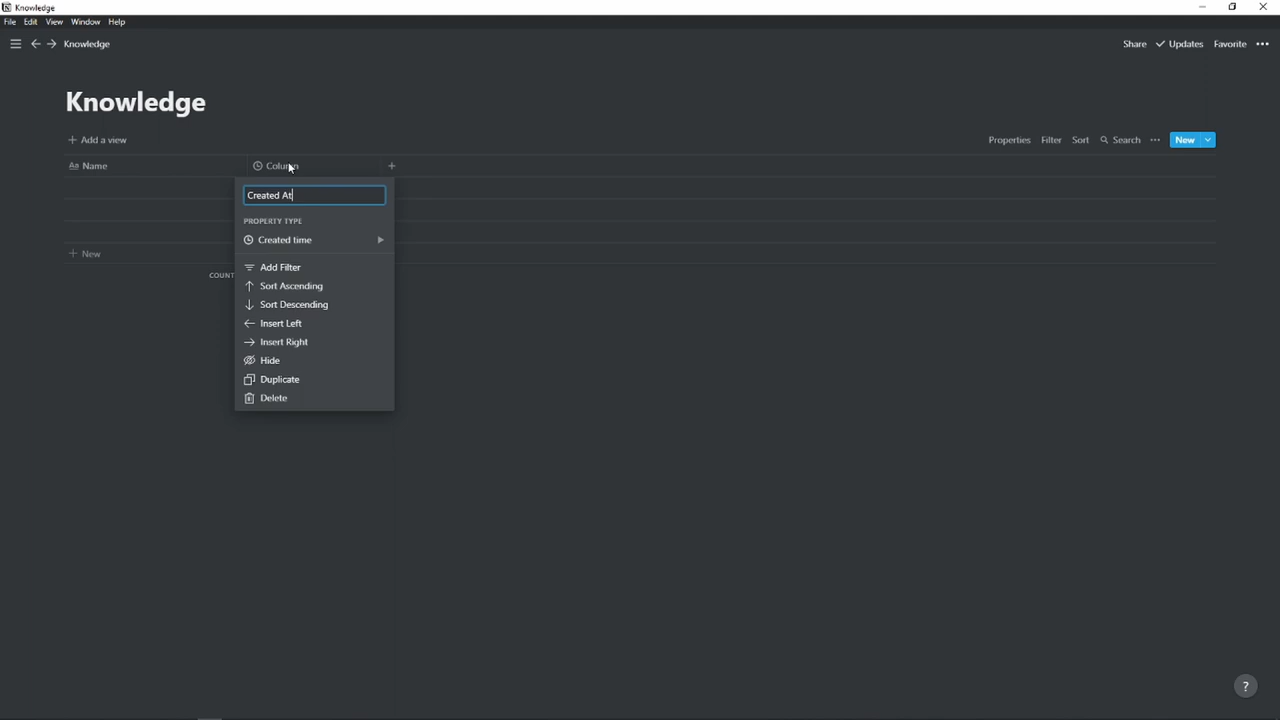 Knowledge
File Edit View Window Help
Knowledge Share Updates Favorite
Knowledge
Add a view Properties Filter Sort Search New
Aa Name Column
Created At
PROPERTY TYPE
Created time
New
Add Filter
COUNT
Sort Ascending
Sort Descending
Insert Left
Insert Right
Hide
Duplicate
Delete
?